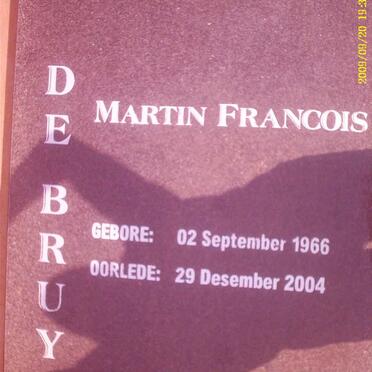 DE BRUY
MARTIN FRANCOIS
GEBORE: 02 September 1966
OORLEDE: 29 Desember 2004